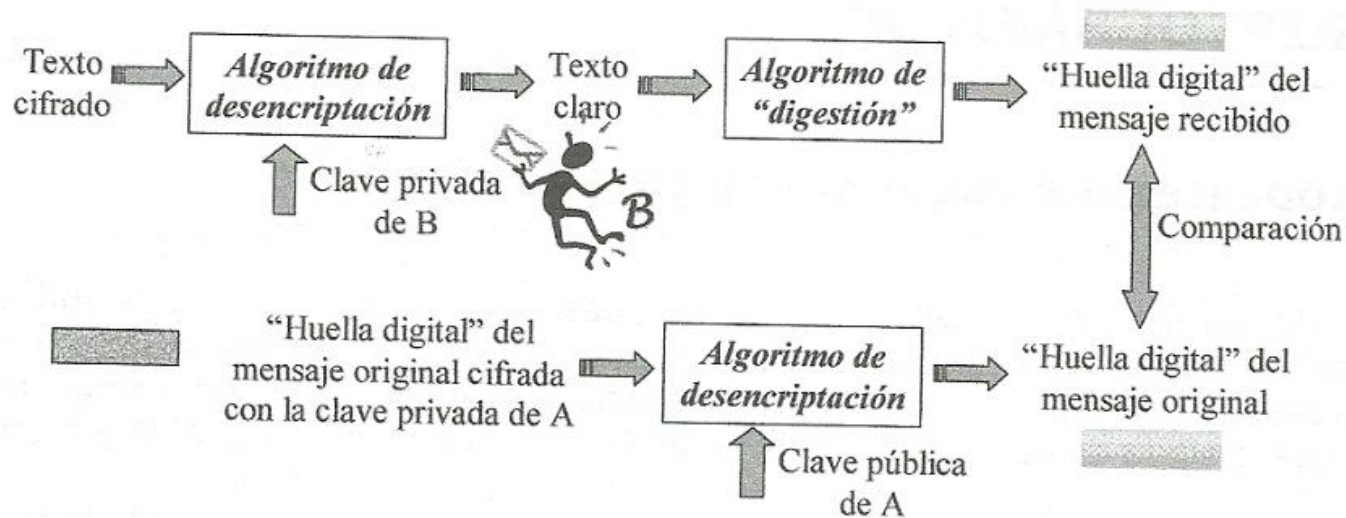 Texto
cifrado
Algoritmo de
desencriptación
Texto
claro
Algoritmo de
“digestión”
“Huella digital” del
mensaje recibido
Clave privada
de B
B
Comparación
“Huella digital” del
mensaje original cifrada
con la clave privada de A
Algoritmo de
desencriptación
“Huella digital” del
mensaje original
Clave pública
de A